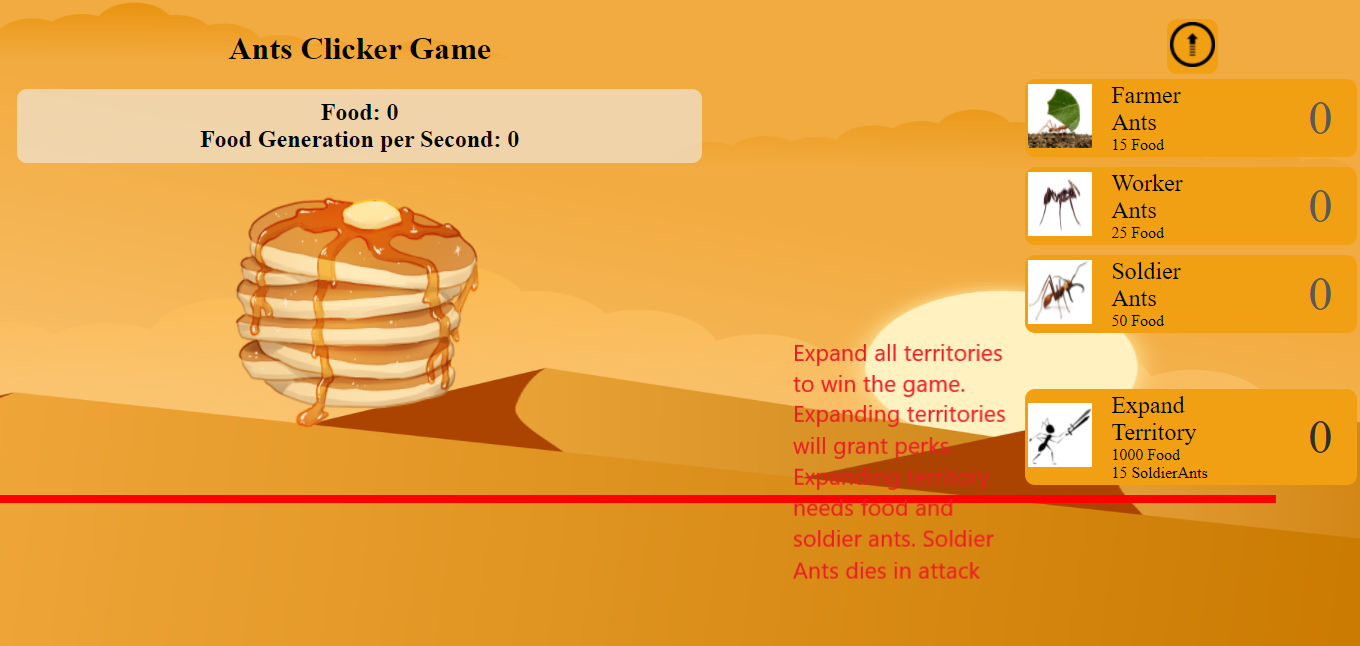 Ants Clicker Game
Food: 0
Food Generation per Second: 0
Farmer
Ants
15 Food
0
Worker
Ants
25 Food
0
Soldier
Ants
50 Food
0
Expand
Territory
1000 Food
15 SoldierAnts
0
Expand all territories
to win the game.
Expanding territories
will grant perks.
Expanding territory
needs food and
soldier ants. Soldier
Ants dies in attack